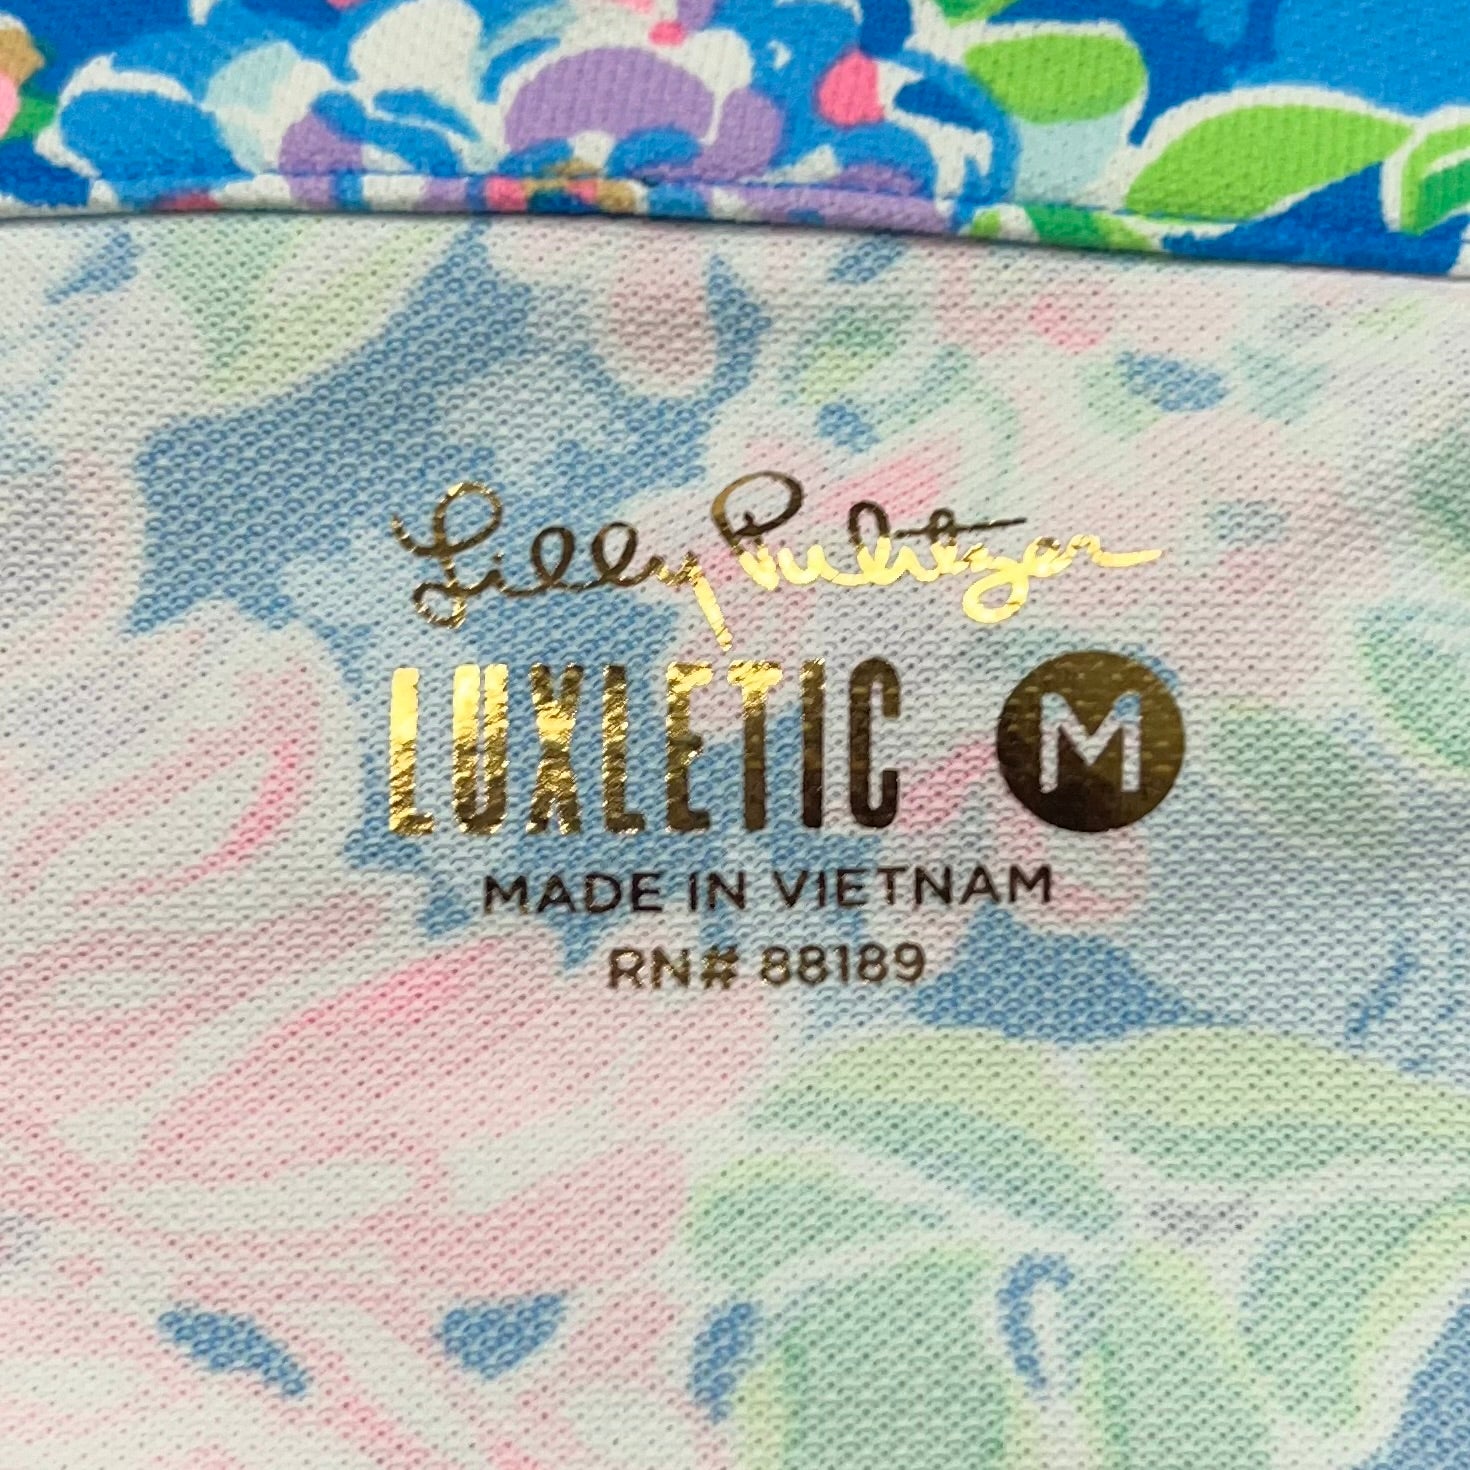 Lilly Pulitzer
LUXLETIC M
MADE IN VIETNAM
RN# 88189